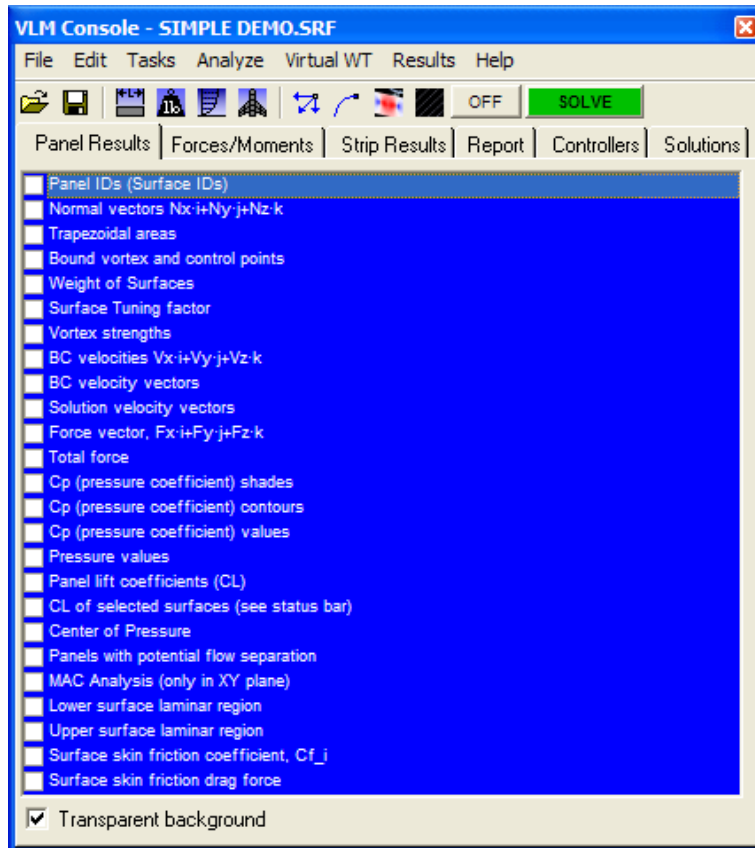 VLM Console - SIMPLE DEMO.SRF
File Edit Tasks Analyze Virtual WT Results Help
OFF SOLVE
Panel Results Forces/Moments Strip Results Report Controllers Solutions
Panel IDs (Surface IDs)
Normal vectors Nx·i+Ny·j+Nz·k
Trapezoidal areas
Bound vortex and control points
Weight of Surfaces
Surface Tuning factor
Vortex strengths
BC velocities Vx·i+Vy·j+Vz·k
BC velocity vectors
Solution velocity vectors
Force vector, Fx·i+Fy·j+Fz·k
Total force
Cp (pressure coefficient) shades
Cp (pressure coefficient) contours
Cp (pressure coefficient) values
Pressure values
Panel lift coefficients (CL)
CL of selected surfaces (see status bar)
Center of Pressure
Panels with potential flow separation
MAC Analysis (only in XY plane)
Lower surface laminar region
Upper surface laminar region
Surface skin friction coefficient, Cf_i
Surface skin friction drag force
Transparent background